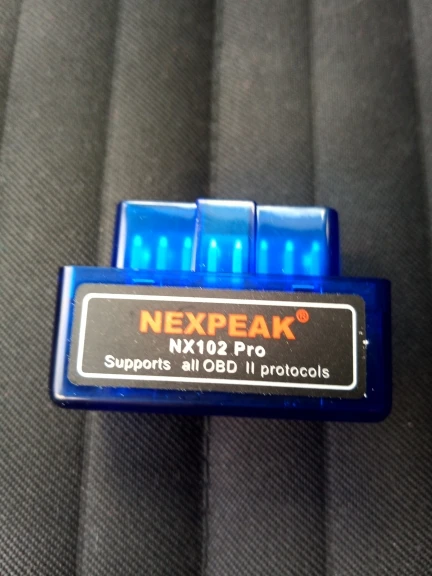 NEXPEAK®
NX102 Pro
Supports all OBD II protocols